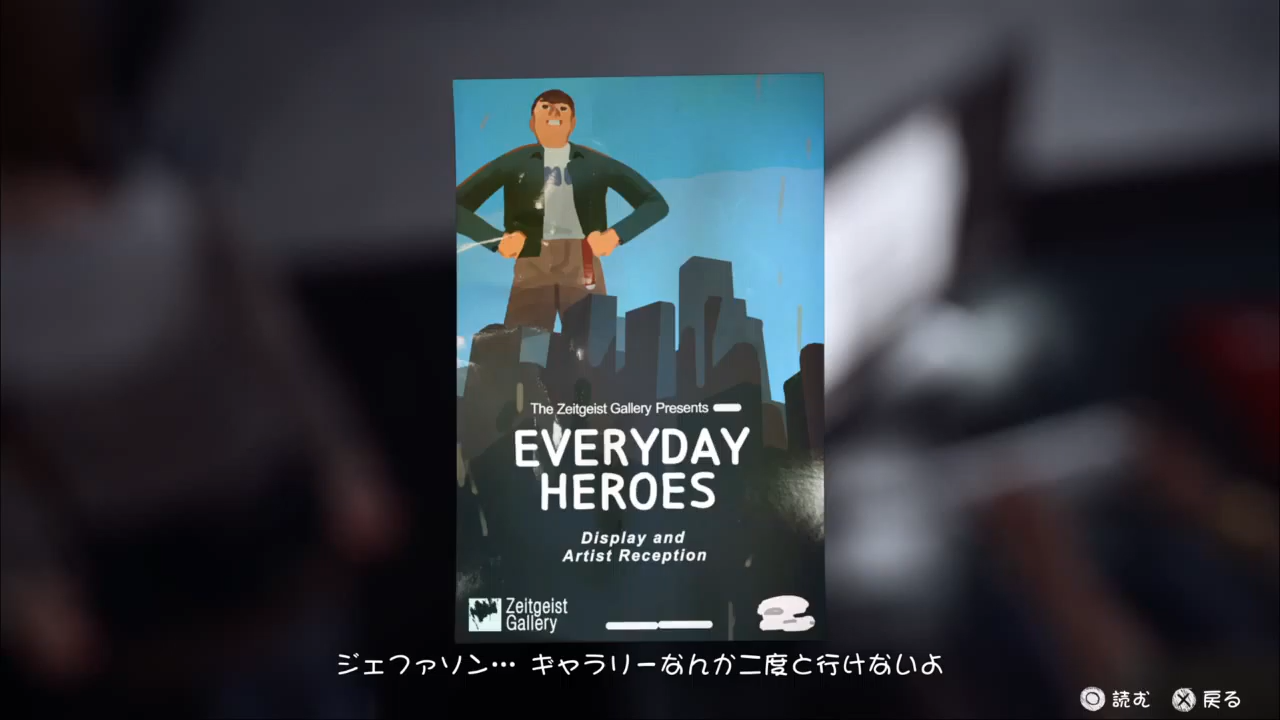 The Zeitgeist Gallery Presents
EVERYDAY
HEROES
Display and
Artist Reception
Zeitgeist
Gallery
ジェファソン… ギャラリーなんか二度と行けないよ
読む 戻る